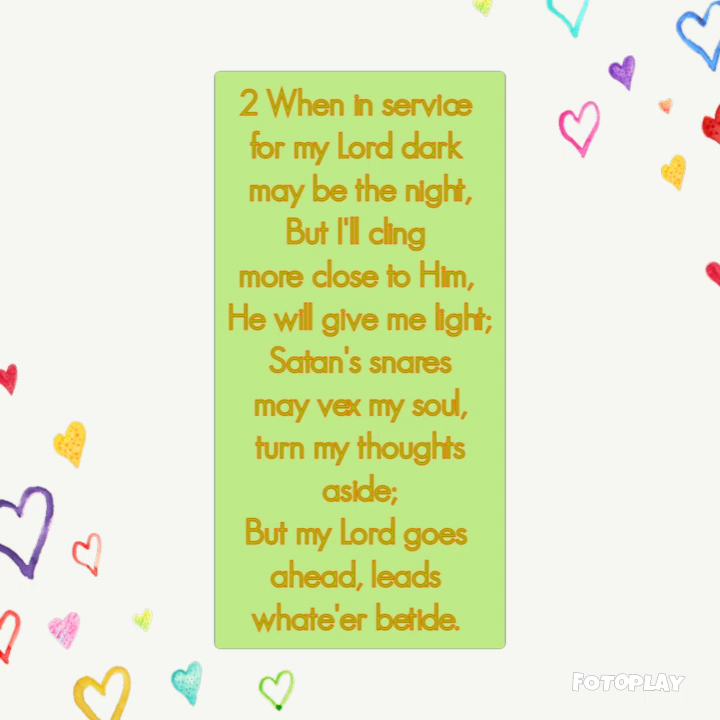 2 When in service
for my Lord dark
may be the night,
But I'll cling
more close to Him,
He will give me light;
Satan's snares
may vex my soul,
turn my thoughts
aside;
But my Lord goes
ahead, leads
whate'er betide.
FOTOPLAY